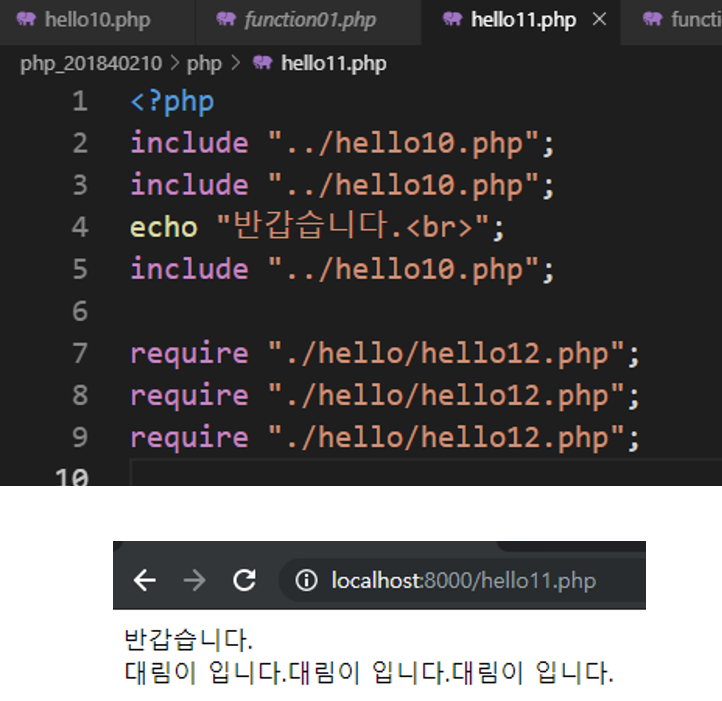 hello10.php function01.php hello11.php functi
php_201840210 > php > hello11.php
1 <?php
2 include "../hello10.php";
3 include "../hello10.php";
4 echo "반갑습니다.<br>";
5 include "../hello10.php";
6
7 require "./hello/hello12.php";
8 require "./hello/hello12.php";
9 require "./hello/hello12.php";
10
localhost:8000/hello11.php
반갑습니다.
대림이 입니다.대림이 입니다.대림이 입니다.